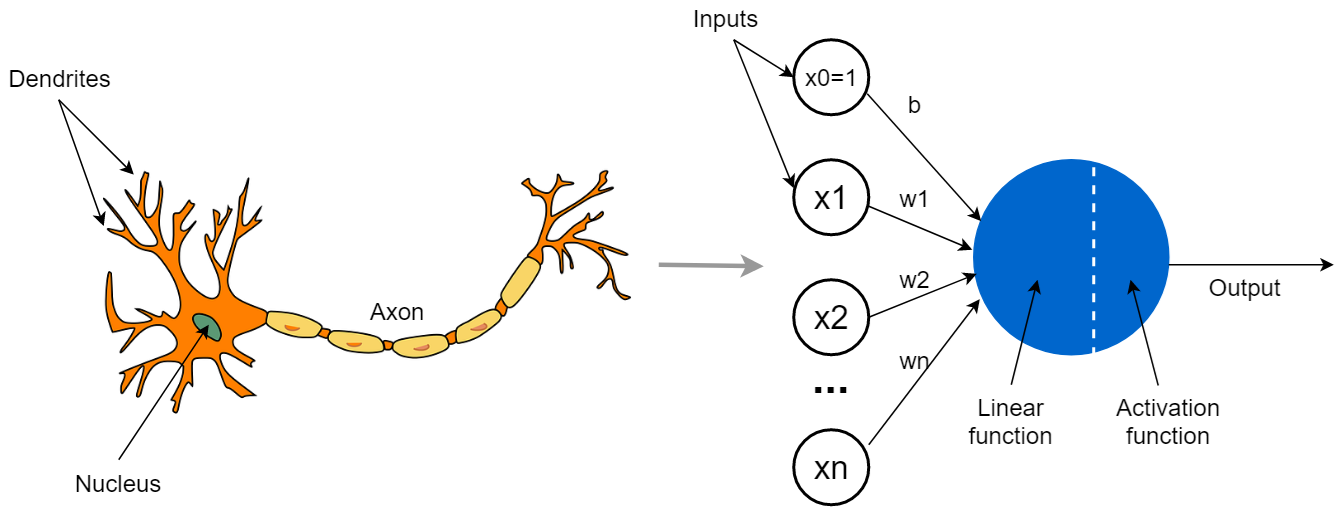 Dendrites
Axon
Nucleus
Inputs
x0=1
b
x1
w1
x2
w2
...
wn
xn
Linear
function
Activation
function
Output